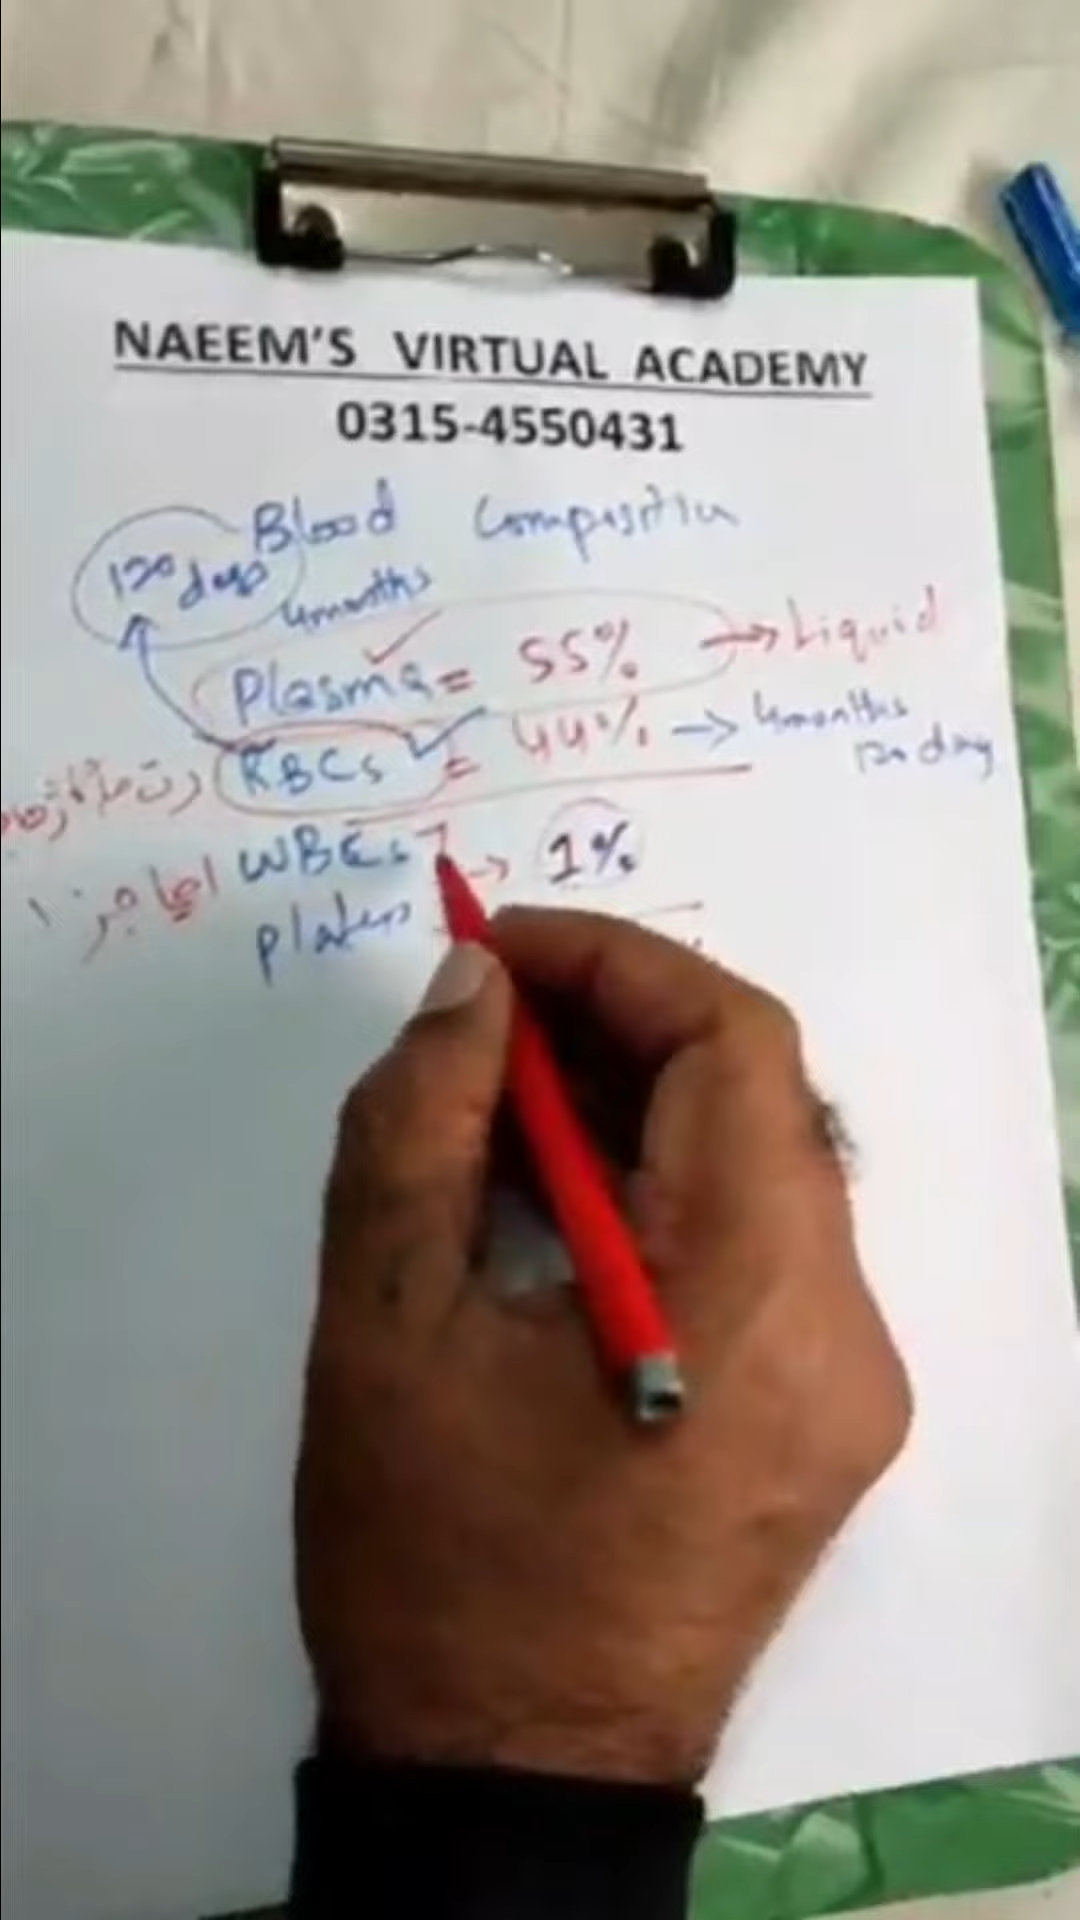 NAEEM'S VIRTUAL ACADEMY
0315-4550431
Blood Composition
120 days
4 months
Plasma = 55% → Liquid
RBCs = 44% → 4 months
120 day
WBCs → 1%